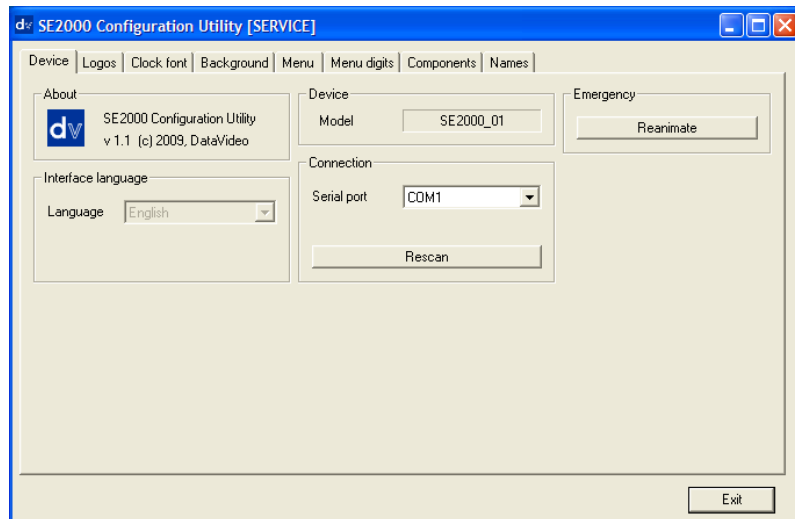 dv SE2000 Configuration Utility [SERVICE]
Device Logos Clock font Background Menu Menu digits Components Names
About
dv
SE2000 Configuration Utility
v 1.1 (c) 2009, DataVideo
Interface language
Language English
Device
Model SE2000_01
Connection
Serial port COM1
Rescan
Emergency
Reanimate
Exit